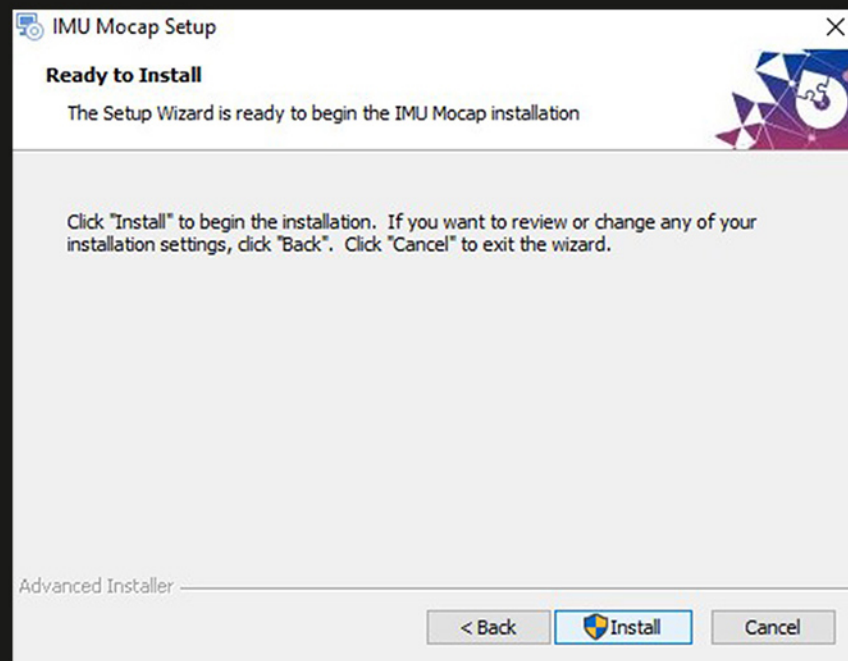 IMU Mocap Setup
Ready to Install
The Setup Wizard is ready to begin the IMU Mocap installation
Click "Install" to begin the installation.  If you want to review or change any of your
installation settings, click "Back".  Click "Cancel" to exit the wizard.
Advanced Installer
< Back
Install
Cancel